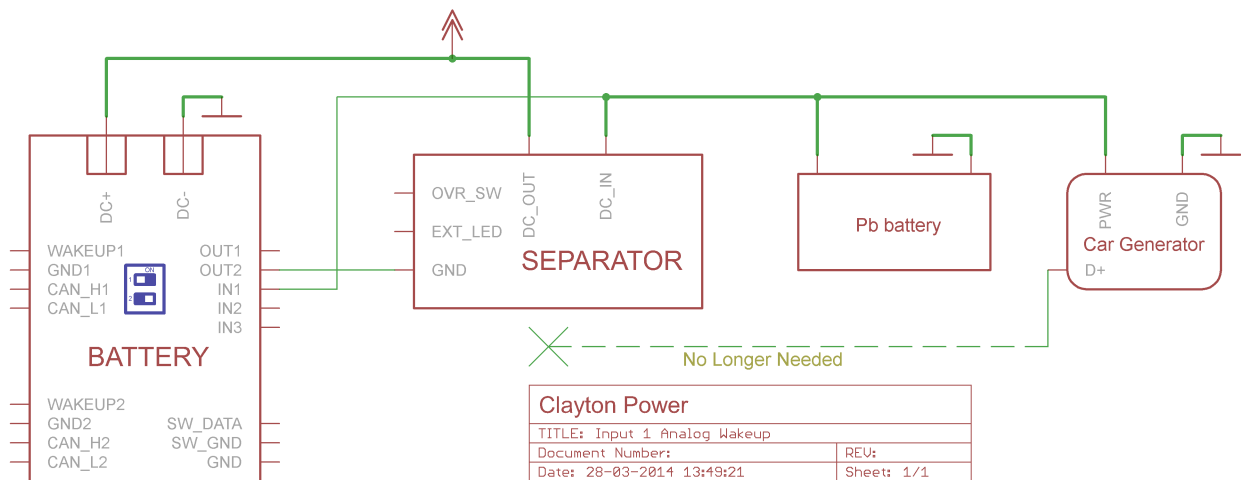 DC+
DC-
WAKEUP1
GND1
CAN_H1
CAN_L1
ON
1
2
OUT1
OUT2
IN1
IN2
IN3
BATTERY
WAKEUP2
GND2
CAN_H2
CAN_L2
SW_DATA
SW_GND
GND
OVR_SW
EXT_LED
GND
DC_OUT
DC_IN
SEPARATOR
Pb battery
PWR
GND
Car Generator
D+
No Longer Needed
Clayton Power
TITLE: Input 1 Analog Wakeup
Document Number:
REV:
Date: 28-03-2014 13:49:21
Sheet: 1/1